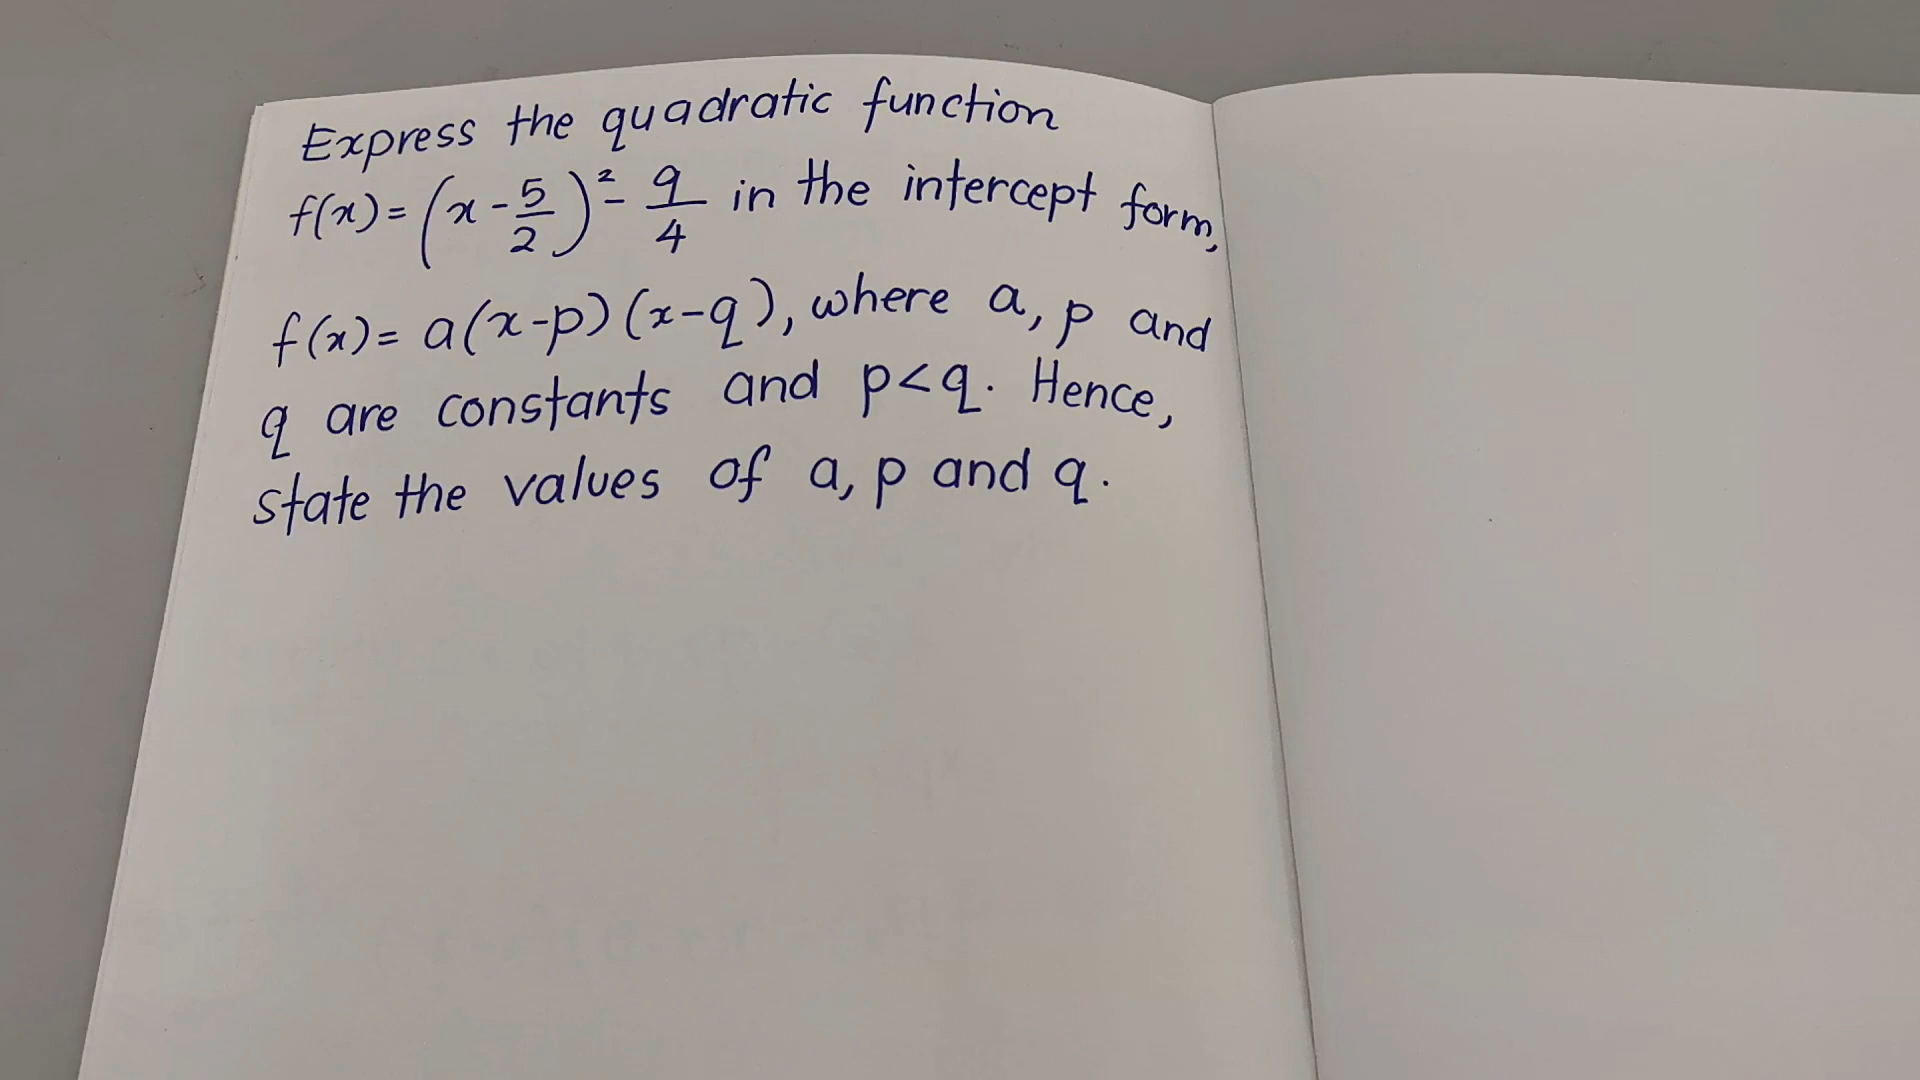 Express the quadratic function
f(x) = (x - 5/2)² - 9/4 in the intercept form,
f(x) = a(x-p)(x-q), where a, p and
q are constants and p<q. Hence,
state the values of a, p and q.